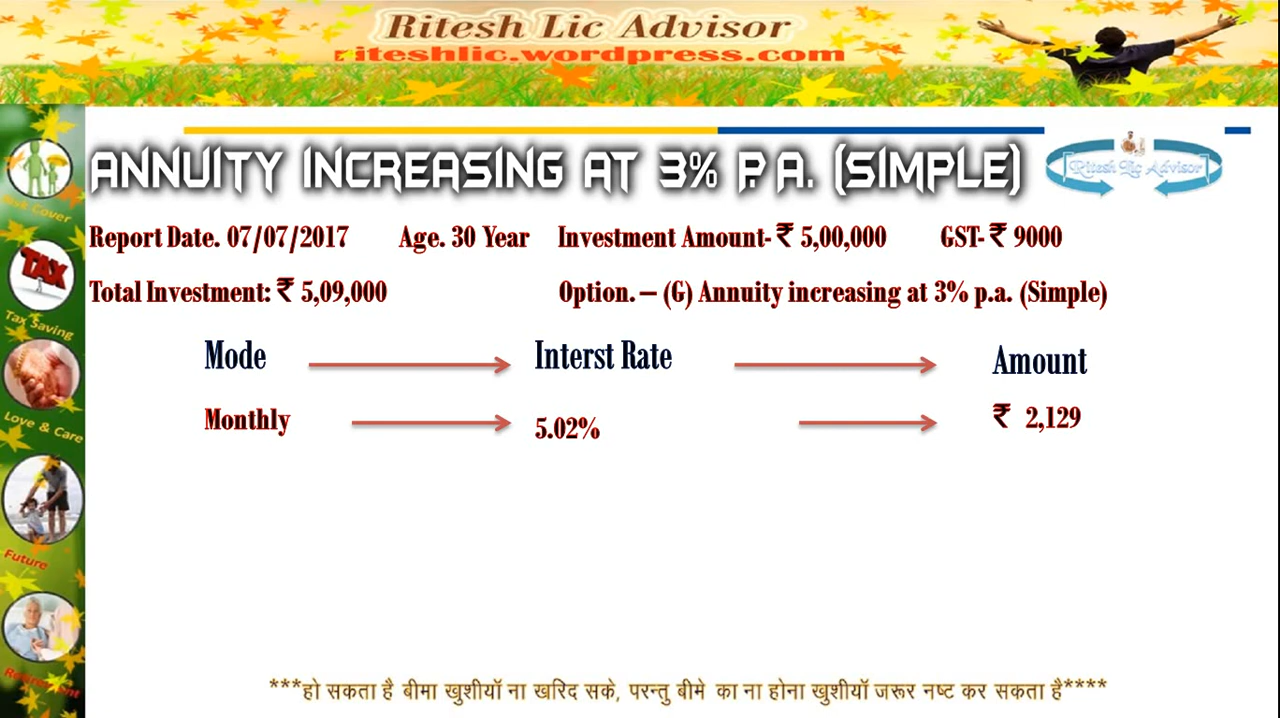 Ritesh Lic Advisor
riteshlic.wordpress.com
ANNUITY INCREASING AT 3% P.A. (SIMPLE)
Ritesh Lic Advisor
Report Date. 07/07/2017 Age. 30 Year Investment Amount- ₹ 5,00,000 GST- ₹ 9000
Total Investment: ₹ 5,09,000 Option. – (G) Annuity increasing at 3% p.a. (Simple)
Mode Interst Rate Amount
Monthly 5.02% ₹ 2,129
Risk Cover
TAX
Tax Saving
Love & Care
Future
Retirement
***हो सकता है बीमा खुशीयॉ ना खरिद सके, परन्तु बीमे का ना होना खुशीयॉ जरूर नष्ट कर सकता है****